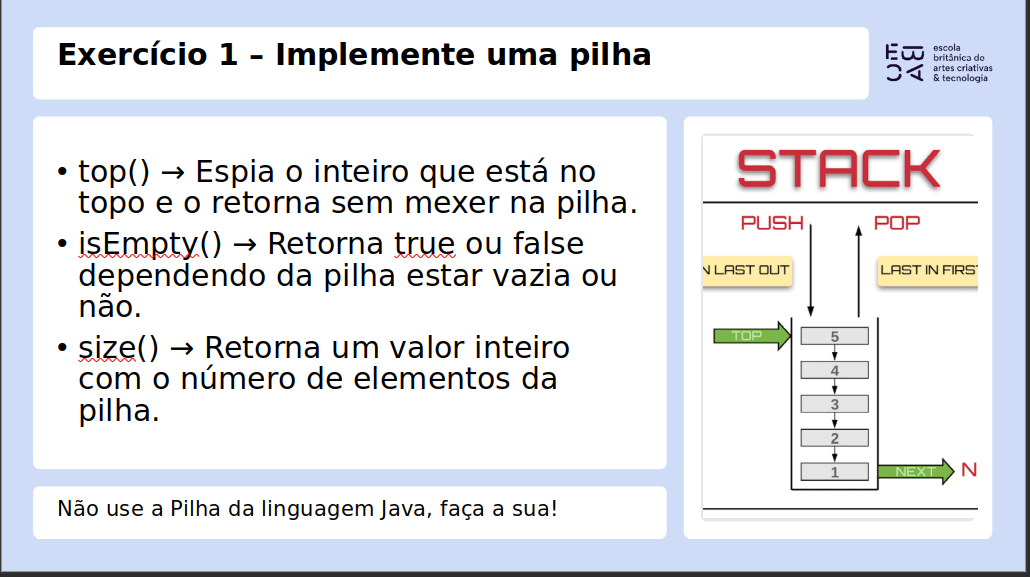 Exercício 1 – Implemente uma pilha
escola
britânica de
artes criativas
& tecnologia
• top() → Espia o inteiro que está no
topo e o retorna sem mexer na pilha.
• isEmpty() → Retorna true ou false
dependendo da pilha estar vazia ou
não.
• size() → Retorna um valor inteiro
com o número de elementos da
pilha.
Não use a Pilha da linguagem Java, faça a sua!
STACK
PUSH POP
N LAST OUT LAST IN FIRS
TOP
5
4
3
2
1
NEXT N